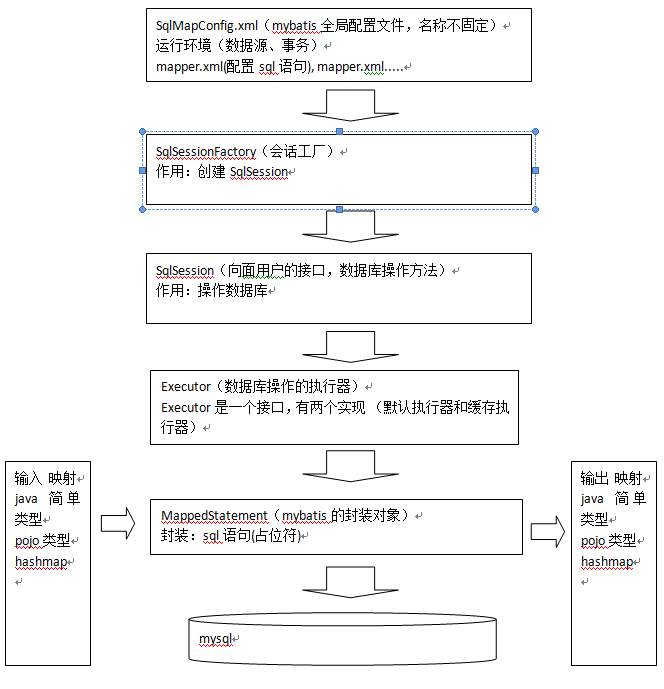 SqlMapConfig.xml（mybatis 全局配置文件，名称不固定）
运行环境（数据源、事务）
mapper.xml(配置 sql 语句), mapper.xml.....
SqlSessionFactory（会话工厂）
作用：创建 SqlSession
SqlSession（向面用户的接口，数据库操作方法）
作用：操作数据库
Executor（数据库操作的执行器）
Executor 是一个接口，有两个实现 （默认执行器和缓存执
行器）
输入 映射
java 简单
类型
pojo 类型
hashmap
MappedStatement（mybatis 的封装对象）
封装：sql 语句(占位符)
输出 映射
java 简单
类型
pojo 类型
hashmap
mysql